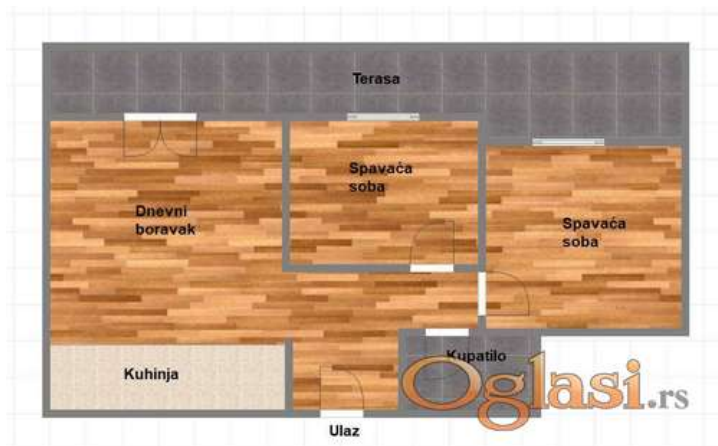 Terasa
Spavaća
soba
Dnevni
boravak
Spavaća
soba
Kupatilo
Kuhinja
Oglasi.rs
Ulaz